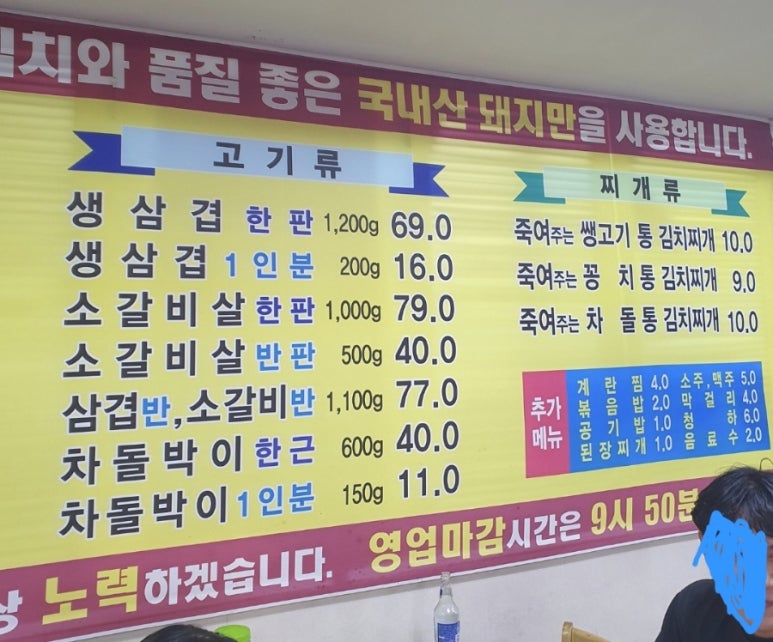 김치와 품질 좋은 국내산 돼지만을 사용합니다.
고기류
생삼겹 한판 1,200g 69.0
생삼겹 1인분 200g 16.0
소갈비살 한판 1,000g 79.0
소갈비살 반판 500g 40.0
삼겹반,소갈비반 1,100g 77.0
차돌박이 한근 600g 40.0
차돌박이 1인분 150g 11.0
찌개류
죽여주는 쌩고기 통 김치찌개 10.0
죽여주는 꽁 치 통 김치찌개 9.0
죽여주는 차 돌 통 김치찌개 10.0
추가메뉴
계란찜 4.0 소주,맥주 5.0
볶음밥 2.0 막걸리 4.0
공기밥 1.0 청하 6.0
된장찌개 1.0 음료수 2.0
노력하겠습니다. 영업마감시간은 9시 50분